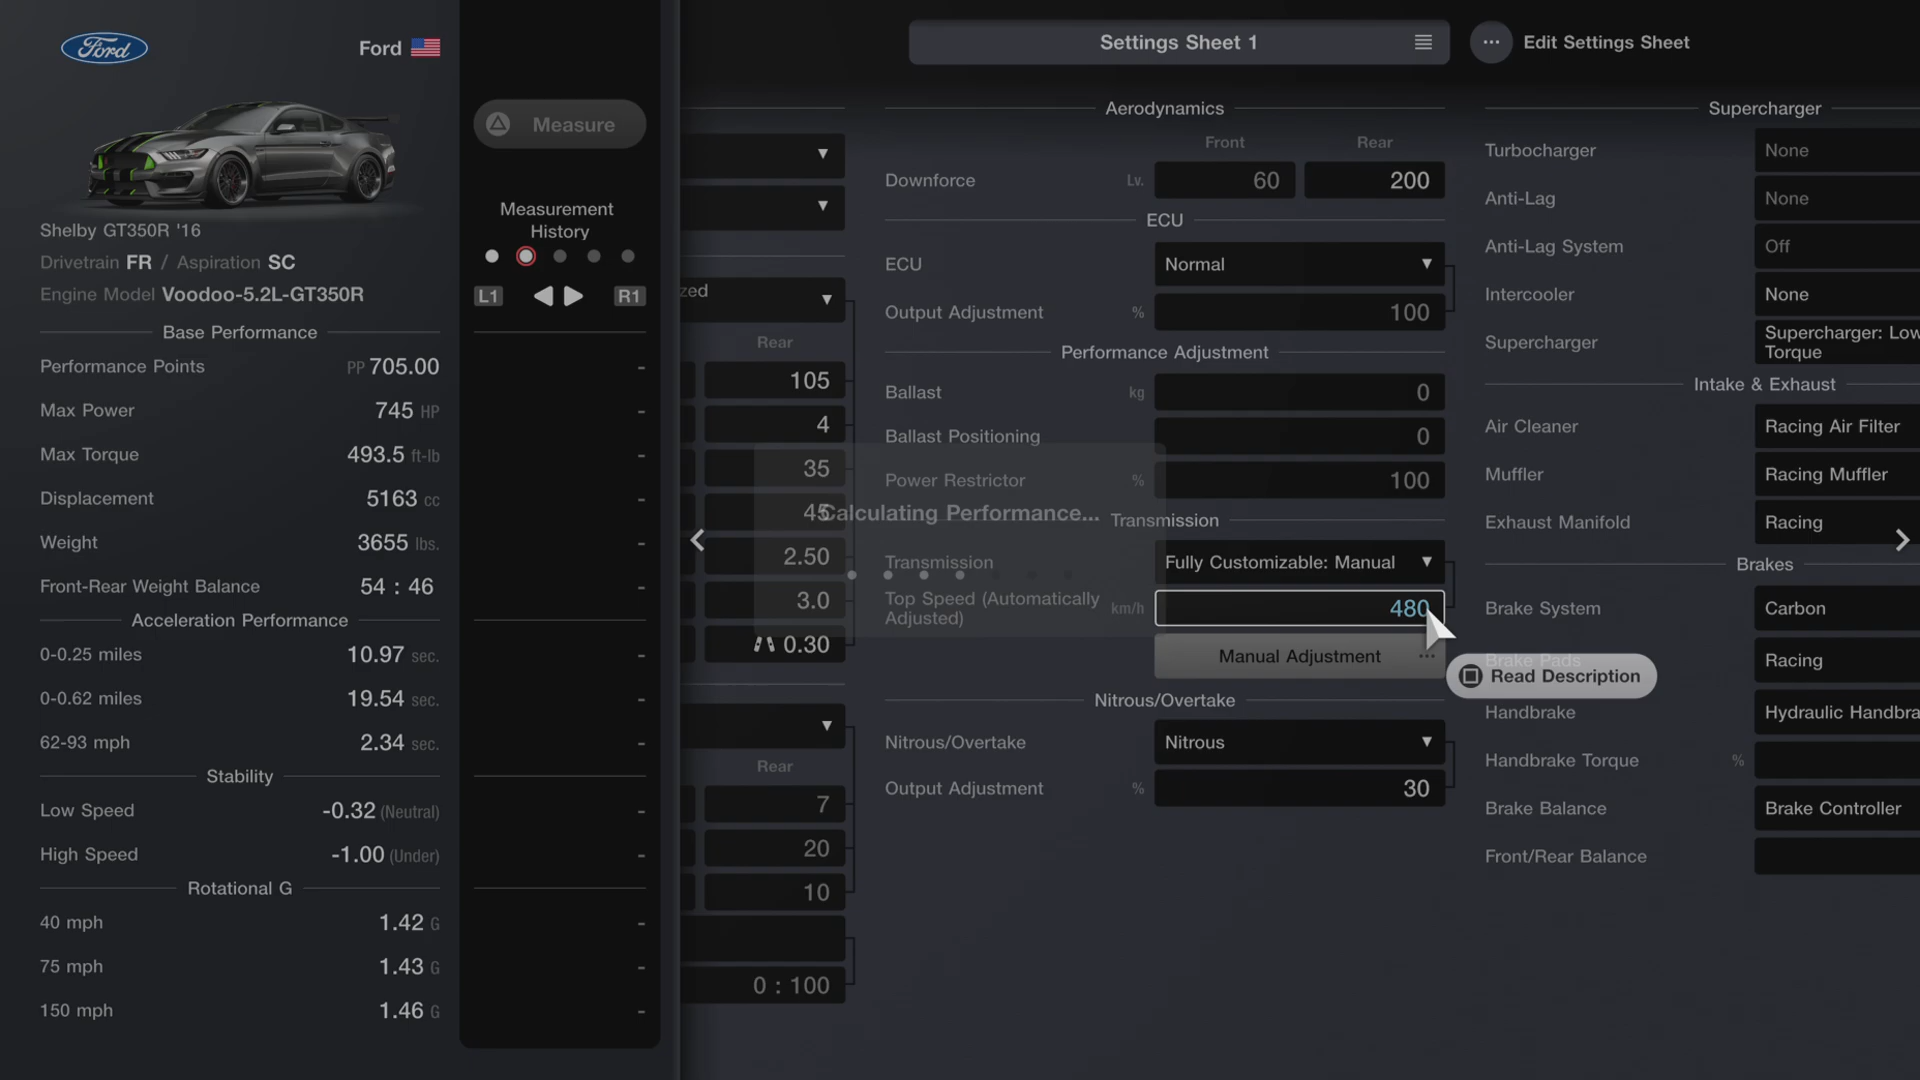 Ford
Ford
Shelby GT350R '16
Drivetrain FR / Aspiration SC
Engine Model Voodoo-5.2L-GT350R
Base Performance
Performance Points PP 705.00
Max Power 745 HP
Max Torque 493.5 ft-lb
Displacement 5163 cc
Weight 3655 lbs.
Front-Rear Weight Balance 54 : 46
Acceleration Performance
0-0.25 miles 10.97 sec.
0-0.62 miles 19.54 sec.
62-93 mph 2.34 sec.
Stability
Low Speed -0.32 (Neutral)
High Speed -1.00 (Under)
Rotational G
40 mph 1.42 G
75 mph 1.43 G
150 mph 1.46 G
Measure
Measurement
History
L1 R1
-
-
-
-
-
-
-
-
-
-
-
-
-
-
zed
Rear
105
4
35
45
2.50
3.0
0.30
Rear
7
20
10
0 : 100
Calculating Performance...
Settings Sheet 1
Edit Settings Sheet
Aerodynamics
Front Rear
Downforce Lv. 60 200
ECU
ECU Normal
Output Adjustment % 100
Performance Adjustment
Ballast kg 0
Ballast Positioning 0
Power Restrictor % 100
Transmission
Transmission Fully Customizable: Manual
Top Speed (Automatically
Adjusted) km/h 480
Manual Adjustment
Nitrous/Overtake
Nitrous/Overtake Nitrous
Output Adjustment % 30
Supercharger
Turbocharger None
Anti-Lag None
Anti-Lag System Off
Intercooler None
Supercharger Supercharger: Low
Torque
Intake & Exhaust
Air Cleaner Racing Air Filter
Muffler Racing Muffler
Exhaust Manifold Racing
Brakes
Brake System Carbon
Brake Pads Racing
Read Description
Handbrake Hydraulic Handbra
Handbrake Torque %
Brake Balance Brake Controller
Front/Rear Balance